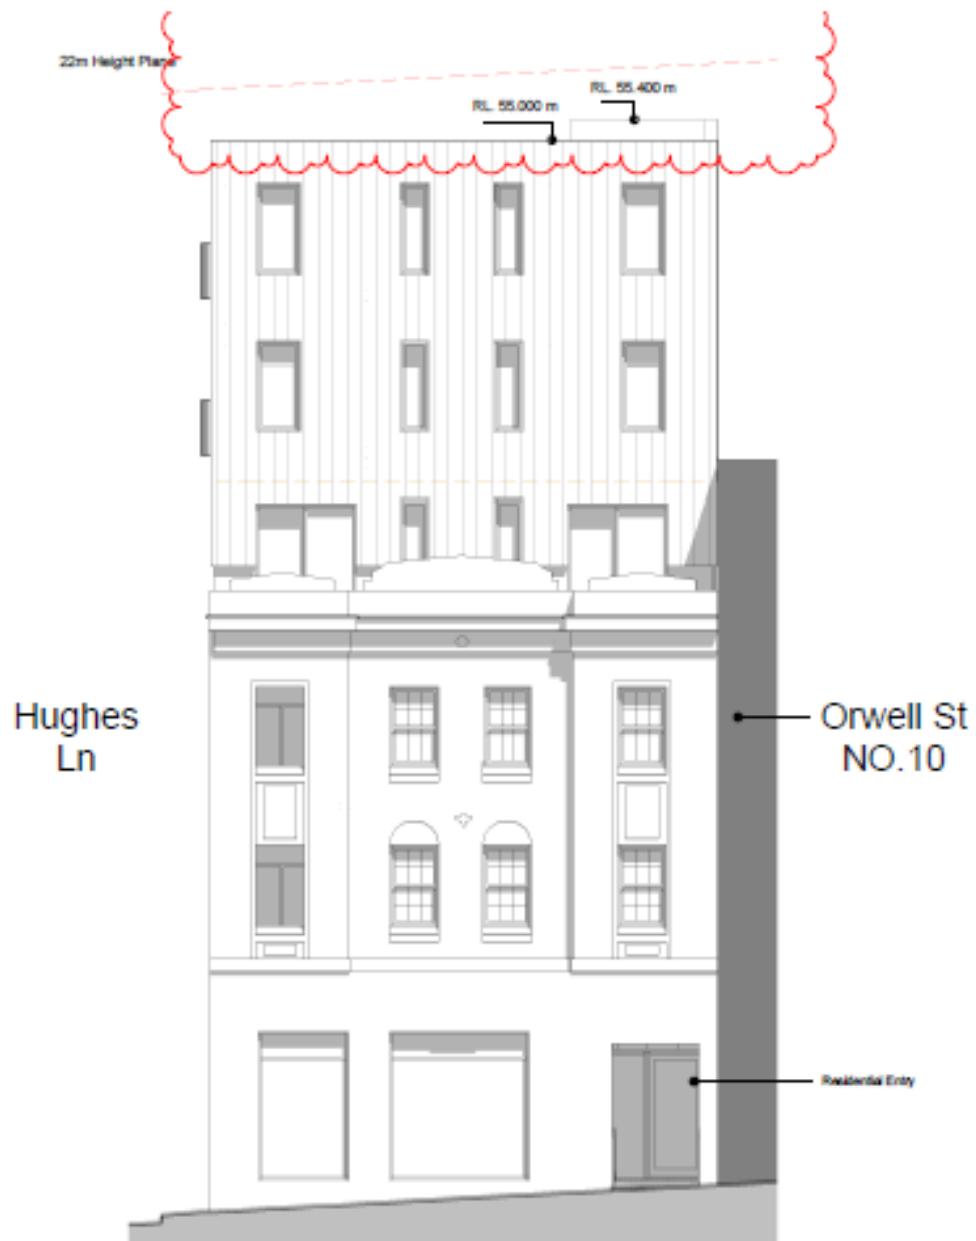 22m Height Plane
RL. 55.000 m
RL. 55.400 m
Hughes
Ln
Orwell St
NO.10
Residential Entry